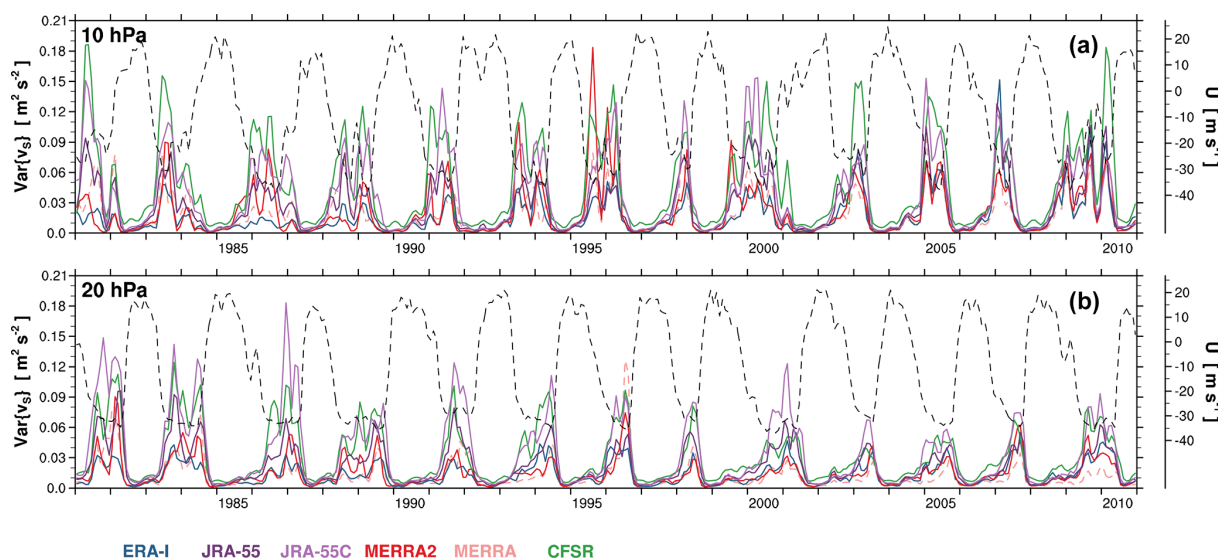 10 hPa
(a)
Var{vS} [ m2 s-2 ]
0.21
0.18
0.15
0.12
0.09
0.06
0.03
0.0
20
10
0
-10
-20
-30
-40
U [ m s-1 ]
1985 1990 1995 2000 2005 2010
20 hPa
(b)
Var{vS} [ m2 s-2 ]
0.21
0.18
0.15
0.12
0.09
0.06
0.03
0.0
20
10
0
-10
-20
-30
-40
U [ m s-1 ]
1985 1990 1995 2000 2005 2010
ERA-I JRA-55 JRA-55C MERRA2 MERRA CFSR